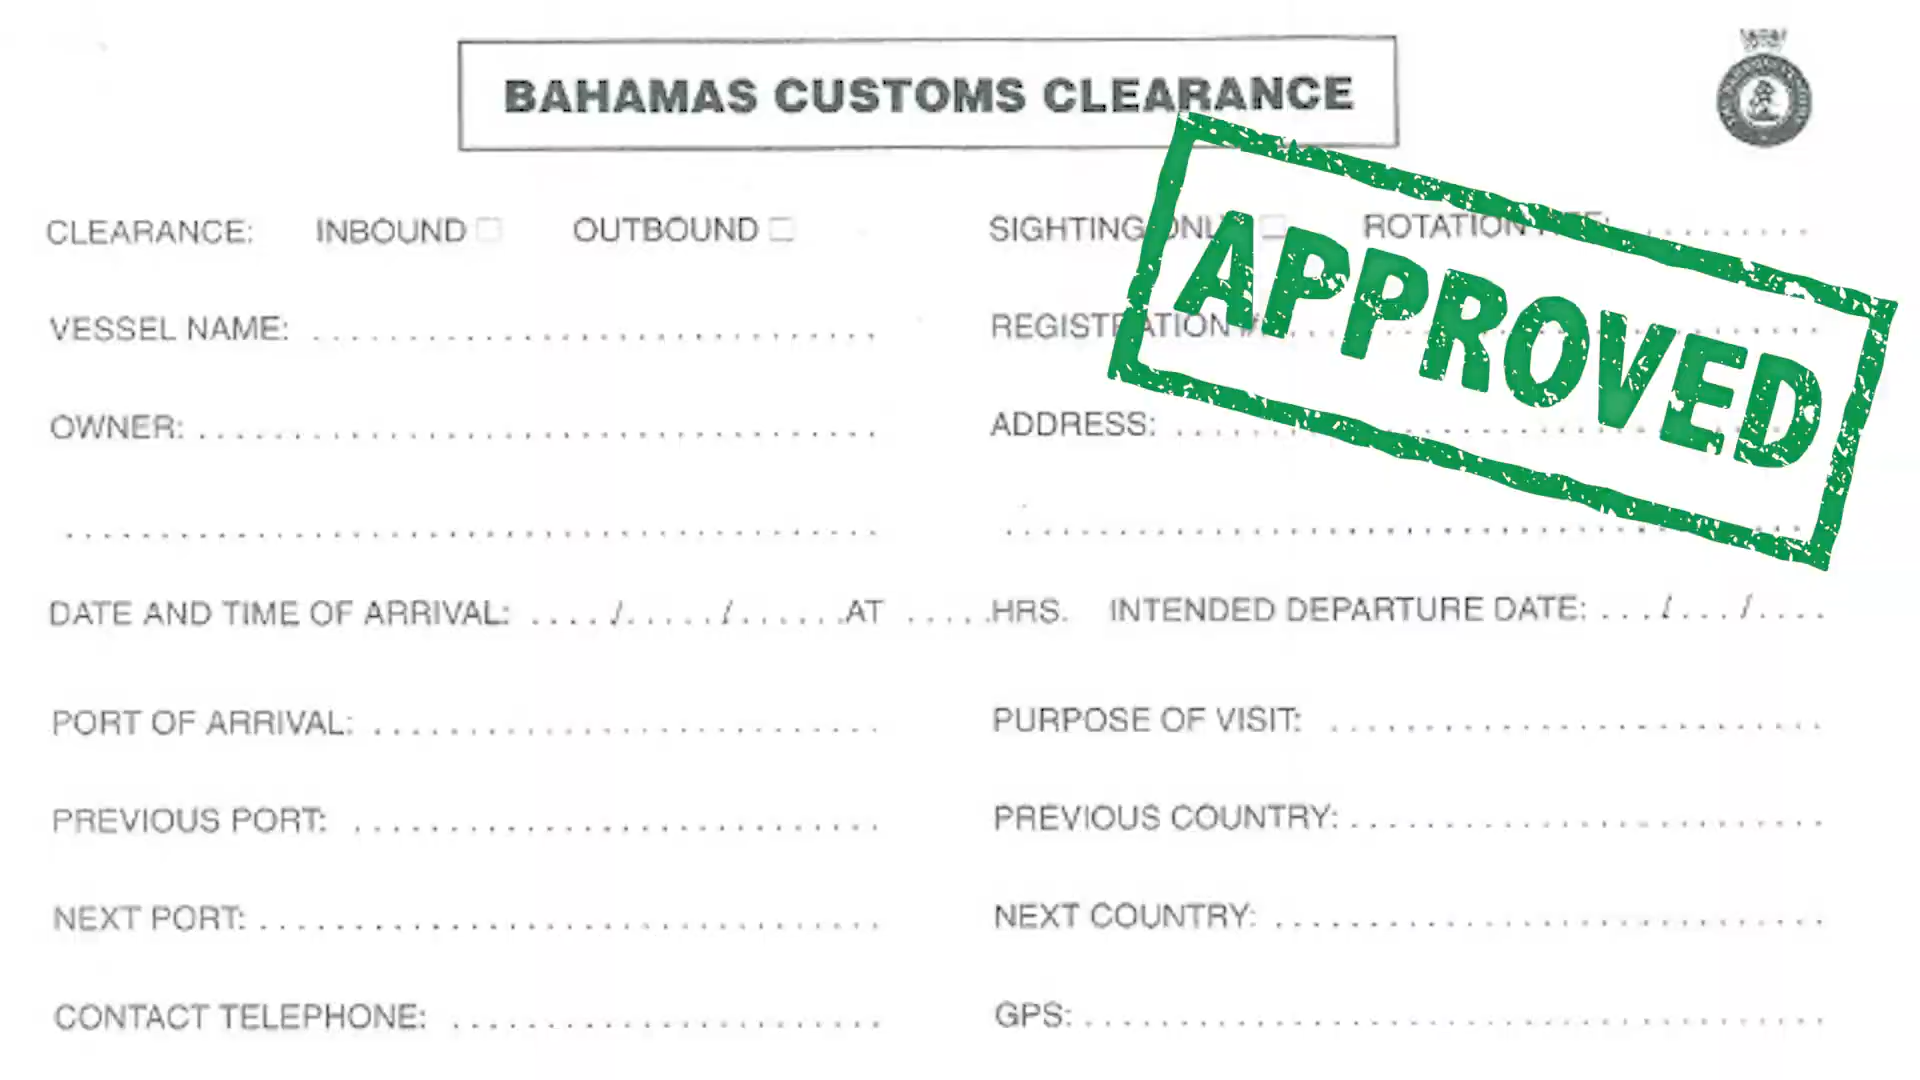 BAHAMAS CUSTOMS CLEARANCE
CLEARANCE: INBOUND □ OUTBOUND □ SIGHTING ONLY □ ROTATION
APPROVED
VESSEL NAME: .............................. REGISTRATION #: ..............................
OWNER: .............................. ADDRESS: ..............................
.............................. ..............................
DATE AND TIME OF ARRIVAL: ..../....../......AT .....HRS. INTENDED DEPARTURE DATE: .../.../....
PORT OF ARRIVAL: .............................. PURPOSE OF VISIT: ..............................
PREVIOUS PORT: .............................. PREVIOUS COUNTRY: ..............................
NEXT PORT: .............................. NEXT COUNTRY: ..............................
CONTACT TELEPHONE: .............................. GPS: ..............................